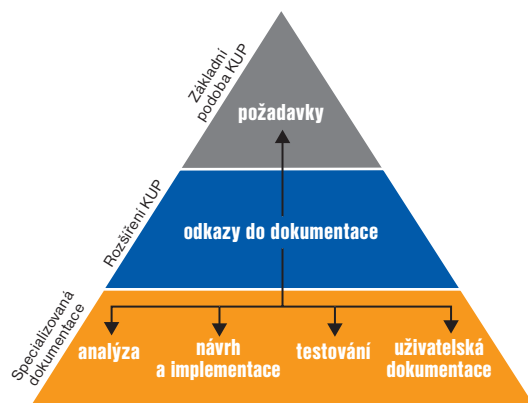 Základní
podoba KUP
požadavky
Rozšíření KUP
odkazy do dokumentace
Specializovaná
dokumentace
analýza
návrh
a implementace
testování
uživatelská
dokumentace